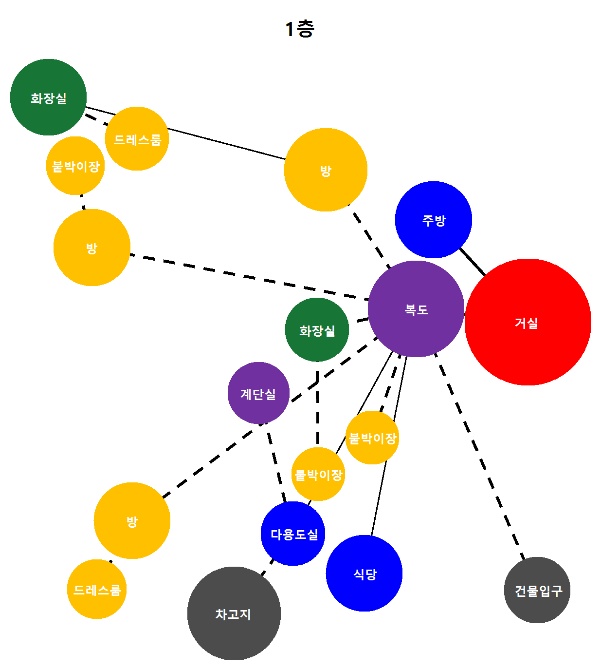 1층
화장실
드레스룸
붙박이장
방
주방
방
복도
거실
화장실
계단실
붙박이장
붙박이장
방
다용도실
식당
드레스룸
건물입구
차고지